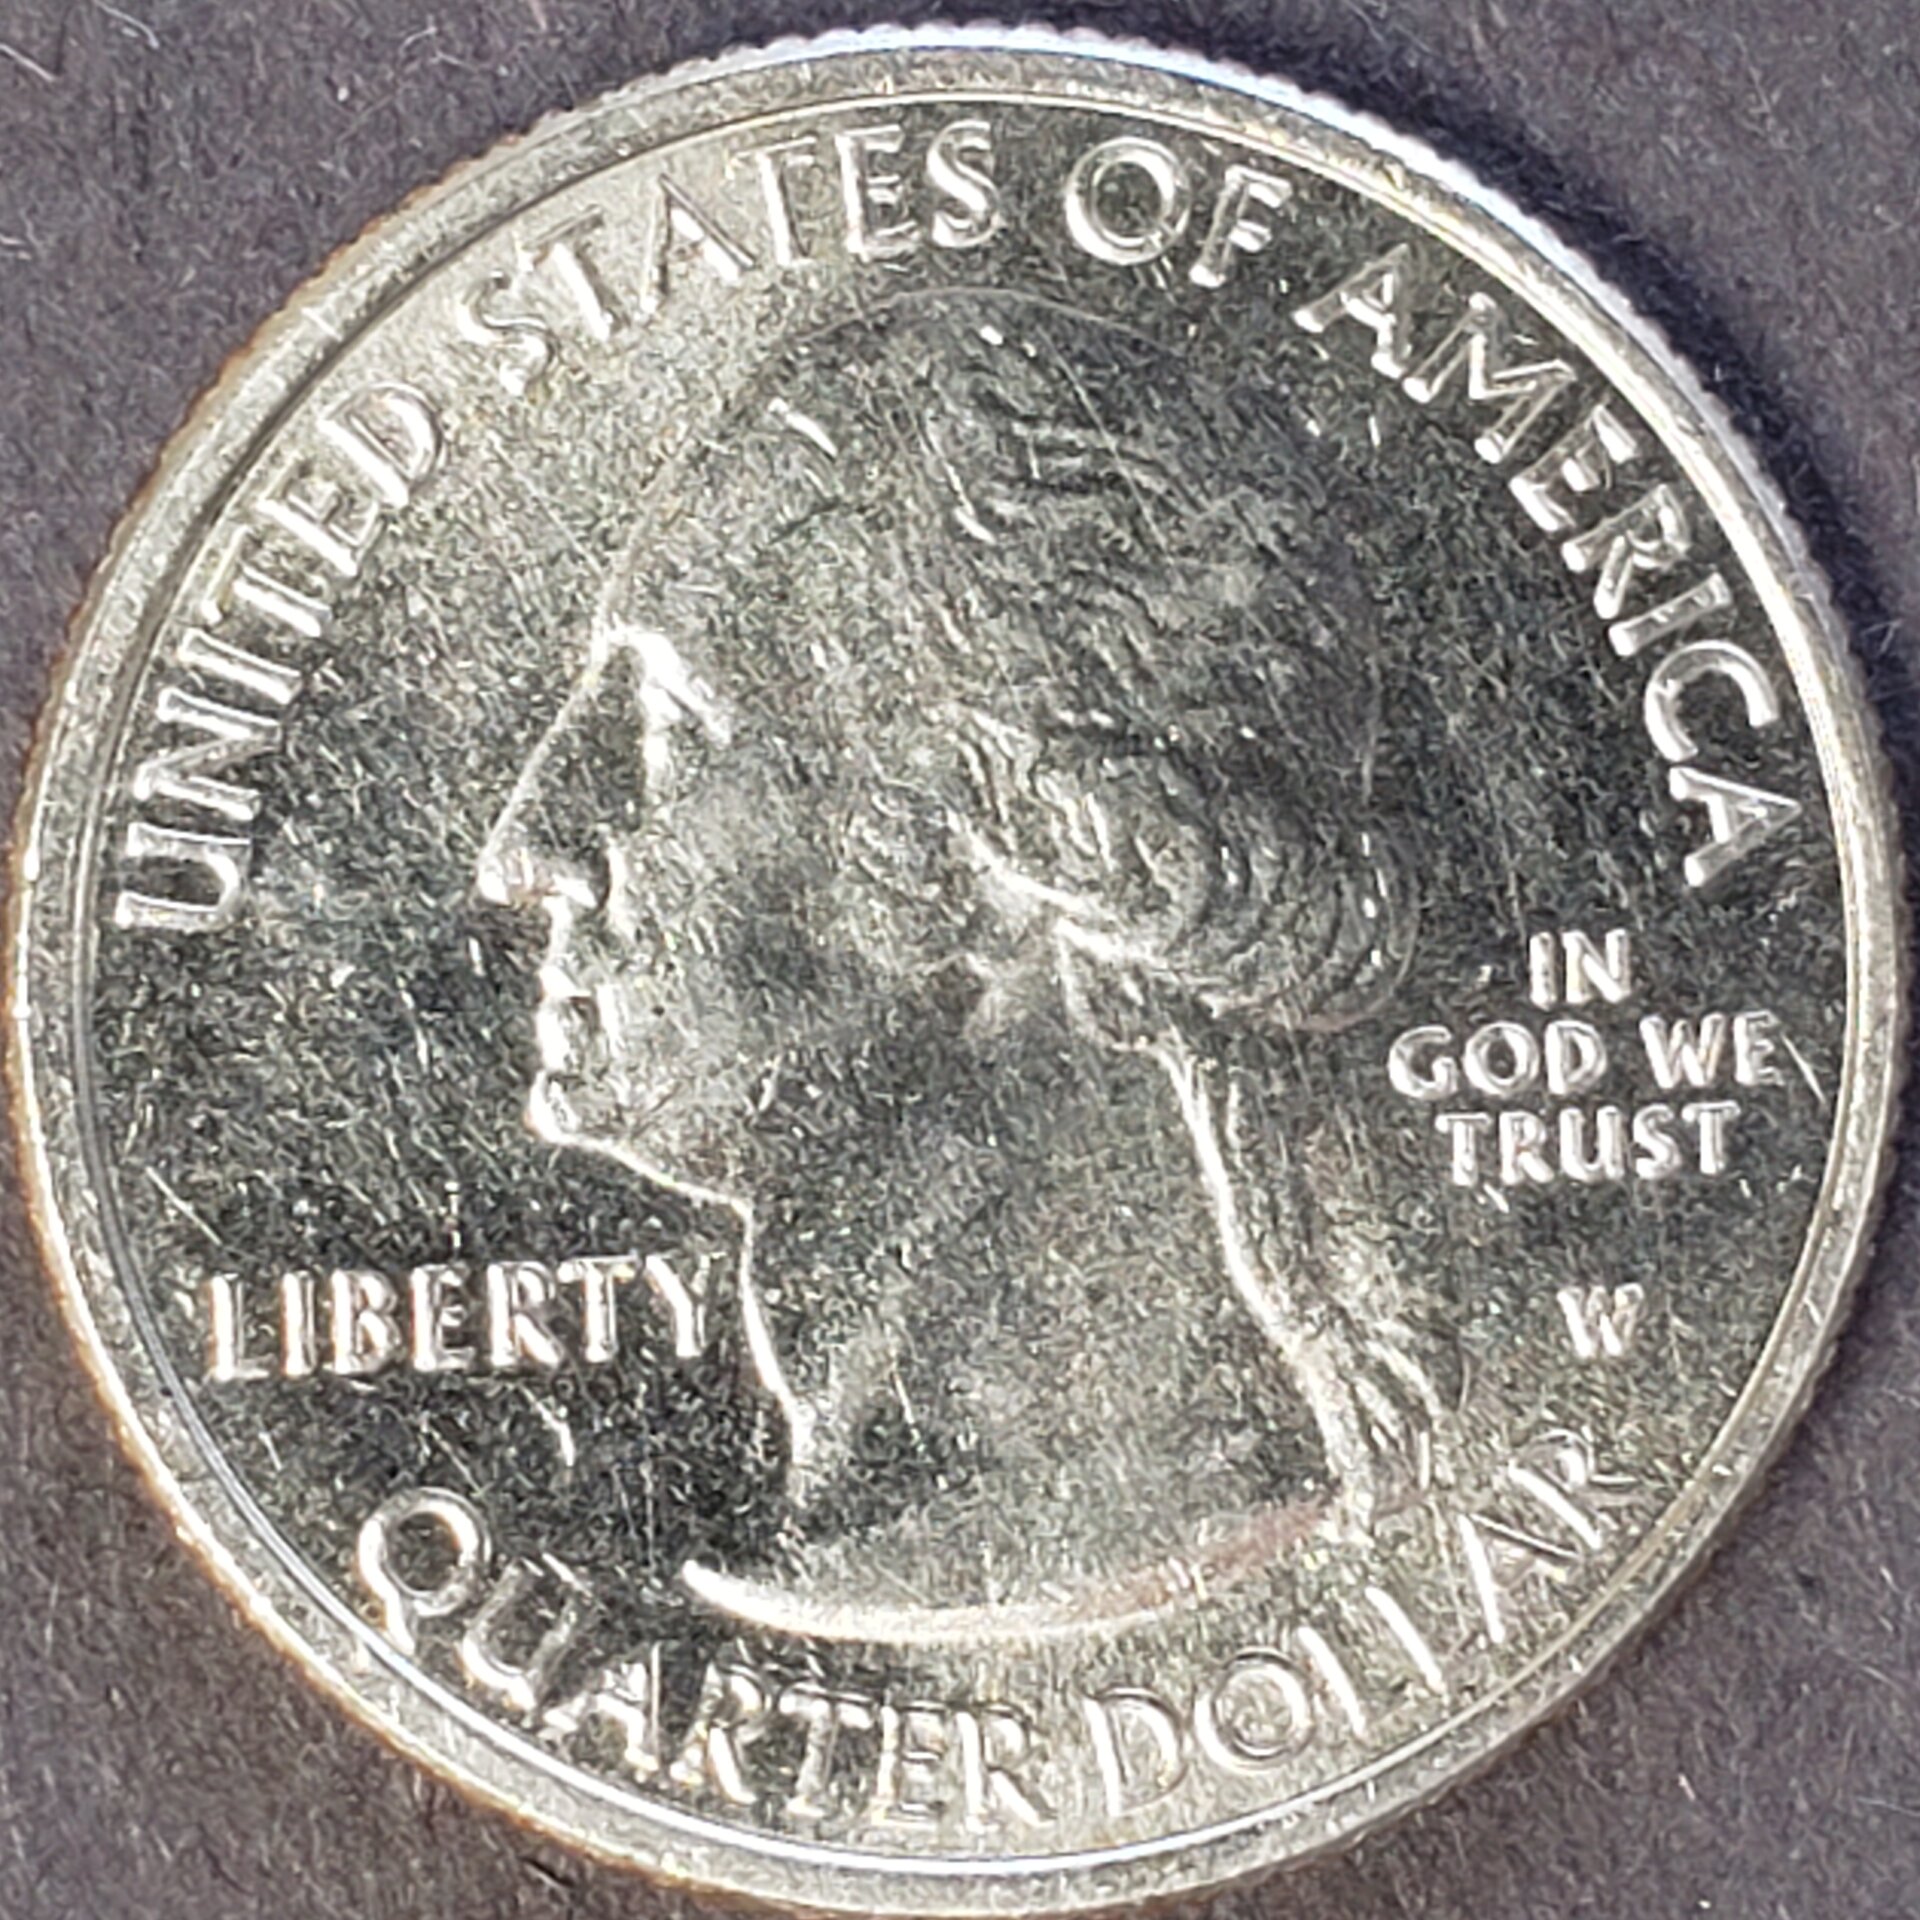 UNITED STATES OF AMERICA
IN
GOD WE
TRUST
LIBERTY
W
QUARTER DOLLAR